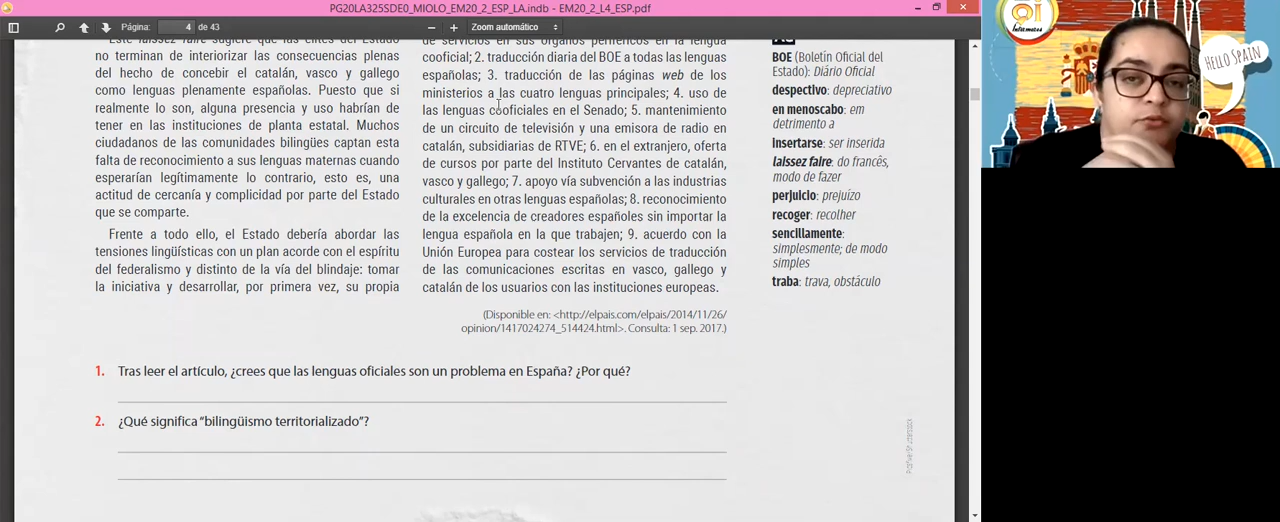 PG20LA325SDE0_MIOLO_EM20_2_ESP_LA.indb - EM20_2_L4_ESP.pdf
Página: 4 de 43
Zoom automático
Este laissez faire sugiere que las
no terminan de interiorizar las consecuencias plenas
del hecho de concebir el catalán, vasco y gallego
como lenguas plenamente españolas. Puesto que si
realmente lo son, alguna presencia y uso habrían de
tener en las instituciones de planta estatal. Muchos
ciudadanos de las comunidades bilingües captan esta
falta de reconocimiento a sus lenguas maternas cuando
esperarían legítimamente lo contrario, esto es, una
actitud de cercanía y complicidad por parte del Estado
que se comparte.
Frente a todo ello, el Estado debería abordar las
tensiones lingüísticas con un plan acorde con el espíritu
del federalismo y distinto de la vía del blindaje: tomar
la iniciativa y desarrollar, por primera vez, su propia
de servicios en sus órganos periféricos en la lengua
cooficial; 2. traducción diaria del BOE a todas las lenguas
españolas; 3. traducción de las páginas web de los
ministerios a las cuatro lenguas principales; 4. uso de
las lenguas cooficiales en el Senado; 5. mantenimiento
de un circuito de televisión y una emisora de radio en
catalán, subsidiarias de RTVE; 6. en el extranjero, oferta
de cursos por parte del Instituto Cervantes de catalán,
vasco y gallego; 7. apoyo vía subvención a las industrias
culturales en otras lenguas españolas; 8. reconocimiento
de la excelencia de creadores españoles sin importar la
lengua española en la que trabajen; 9. acuerdo con la
Unión Europea para costear los servicios de traducción
de las comunicaciones escritas en vasco, gallego y
catalán de los usuarios con las instituciones europeas.
(Disponible en: <http://elpais.com/elpais/2014/11/26/
opinion/1417024274_514424.html>. Consulta: 1 sep. 2017.)
BOE (Boletín Oficial del
Estado): Diário Oficial
despectivo: depreciativo
en menoscabo: em
detrimento a
insertarse: ser inserida
laissez faire: do francês,
modo de fazer
perjuicio: prejuízo
recoger: recolher
sencillamente:
simplesmente; de modo
simples
traba: trava, obstáculo
1. Tras leer el artículo, ¿crees que las lenguas oficiales son un problema en España? ¿Por qué?
2. ¿Qué significa “bilingüismo territorializado”?
HELLO SPAIN